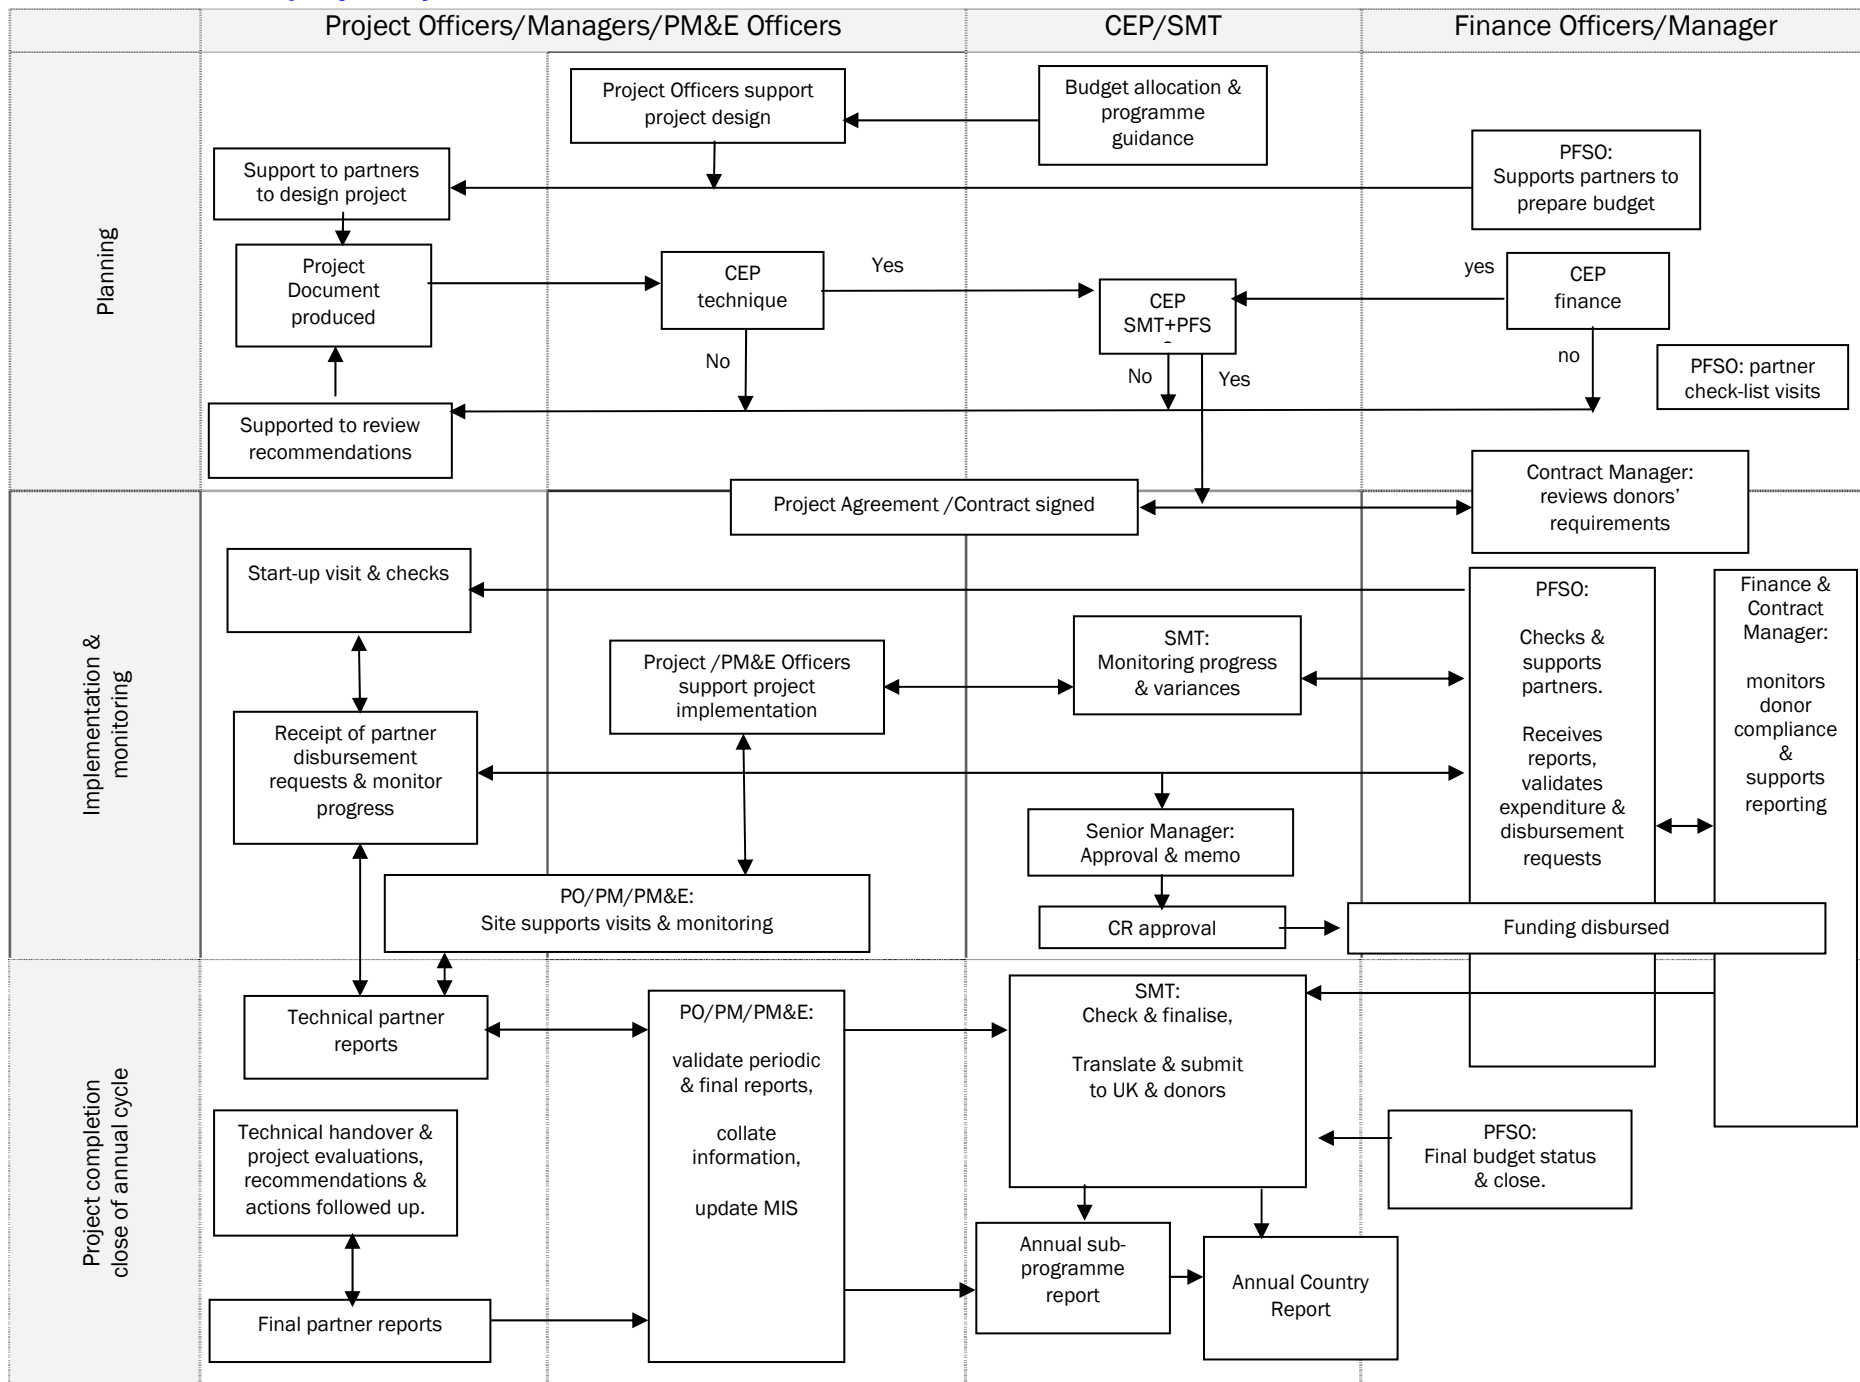 Project Officers/Managers/PM&E Officers
CEP/SMT
Finance Officers/Manager
Planning
Project Officers support
project design
Budget allocation &
programme
guidance
PFSO:
Supports partners to
prepare budget
Support to partners
to design project
Project
Document
produced
CEP
technique
Yes
No
CEP
SMT+PFS
No
Yes
yes
CEP
finance
no
PFSO: partner
check-list visits
Supported to review
recommendations
Contract Manager:
reviews donors’
requirements
Project Agreement /Contract signed
Implementation &
monitoring
Start-up visit & checks
Project /PM&E Officers
support project
implementation
SMT:
Monitoring progress
& variances
PFSO:
Checks &
supports
partners.
Receives
reports,
validates
expenditure &
disbursement
requests
Finance &
Contract
Manager:
monitors
donor
compliance
&
supports
reporting
Receipt of partner
disbursement
requests & monitor
progress
Senior Manager:
Approval & memo
PO/PM/PM&E:
Site supports visits & monitoring
CR approval
Funding disbursed
Project completion
close of annual cycle
Technical partner
reports
PO/PM/PM&E:
validate periodic
& final reports,
collate
information,
update MIS
SMT:
Check & finalise,
Translate & submit
to UK & donors
Technical handover &
project evaluations,
recommendations &
actions followed up.
PFSO:
Final budget status
& close.
Annual sub-
programme
report
Annual Country
Report
Final partner reports